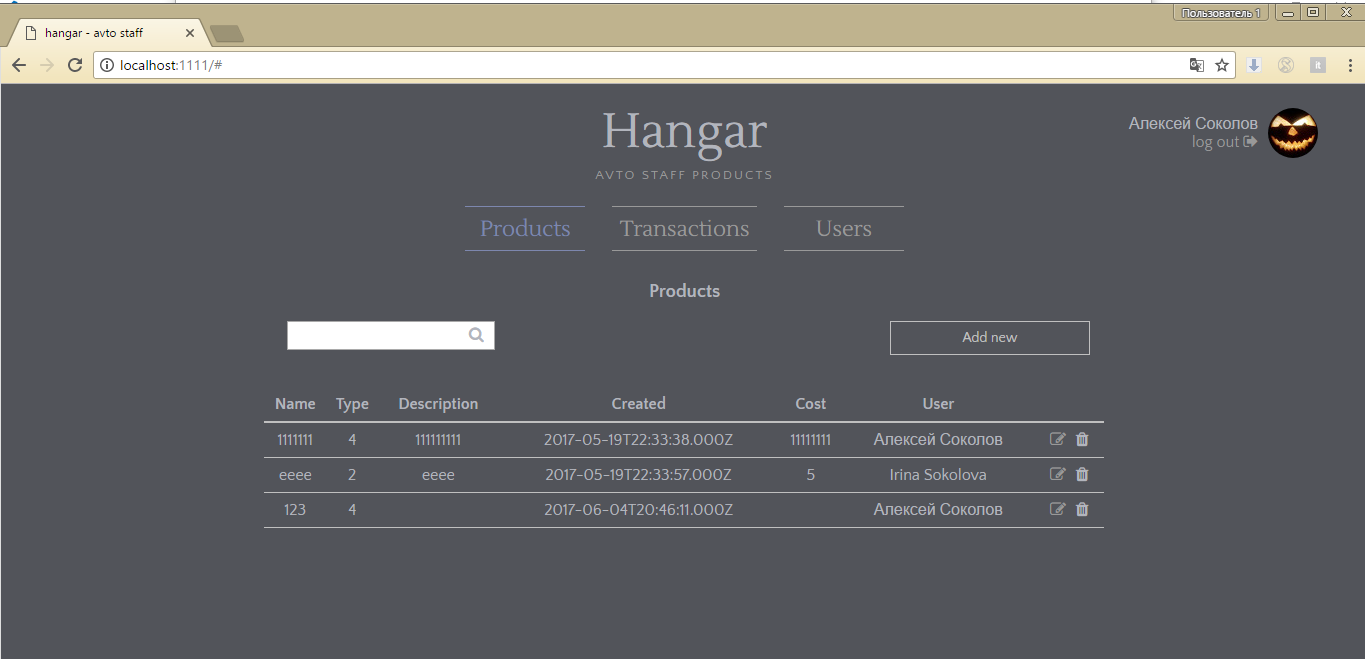 Пользователь 1
hangar - avto staff
localhost:1111/#
Hangar
AVTO STAFF PRODUCTS
Алексей Соколов
log out
Products Transactions Users
Products
Add new
Name Type Description Created Cost User
1111111 4 111111111 2017-05-19T22:33:38.000Z 11111111 Алексей Соколов
eeee 2 eeee 2017-05-19T22:33:57.000Z 5 Irina Sokolova
123 4 2017-06-04T20:46:11.000Z Алексей Соколов